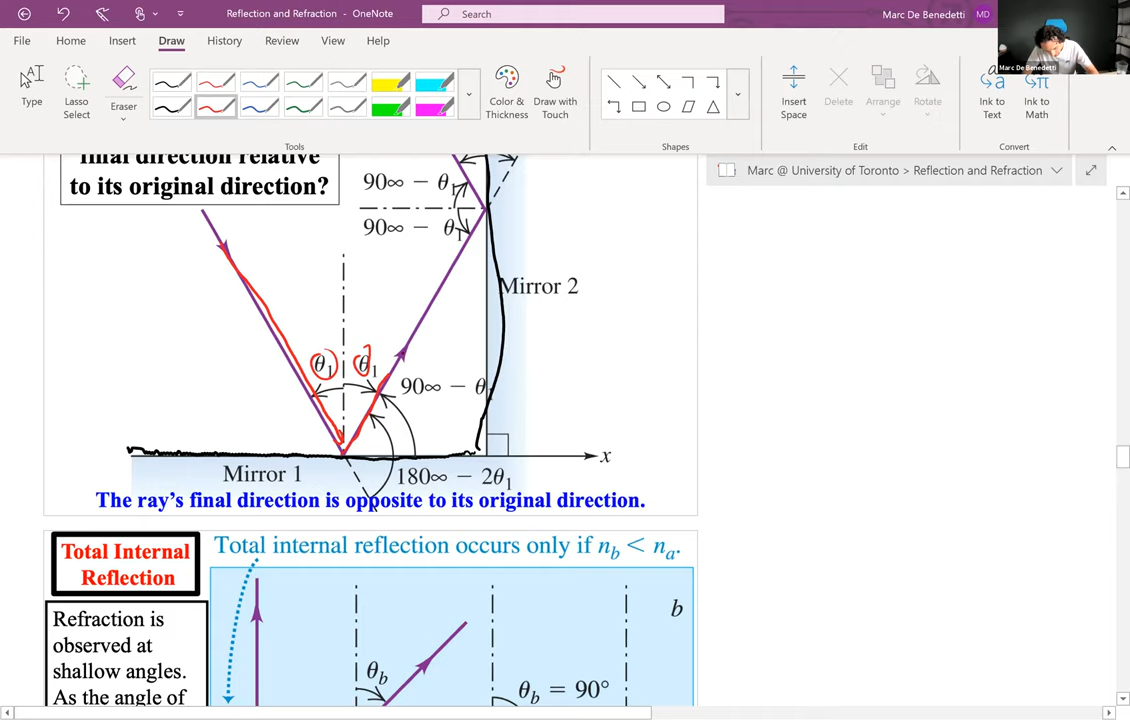 Reflection and Refraction - OneNote
Search
Marc De Benedetti
MD
Marc De Benedetti
File
Home
Insert
Draw
History
Review
View
Help
Type
Lasso
Select
Eraser
Color &
Thickness
Draw with
Touch
Insert
Space
Delete
Arrange
Rotate
Ink to
Text
Ink to
Math
Tools
Shapes
Edit
Convert
Marc @ University of Toronto > Reflection and Refraction
final direction relative
to its original direction?
90∞ − θ1
90∞ − θ1
Mirror 2
θ1
θ1
90∞ − θ
x
Mirror 1
180∞ − 2θ1
The ray's final direction is opposite to its original direction.
Total Internal
Reflection
Total internal reflection occurs only if nb < na.
Refraction is
observed at
shallow angles.
As the angle of
b
θb
θb = 90°